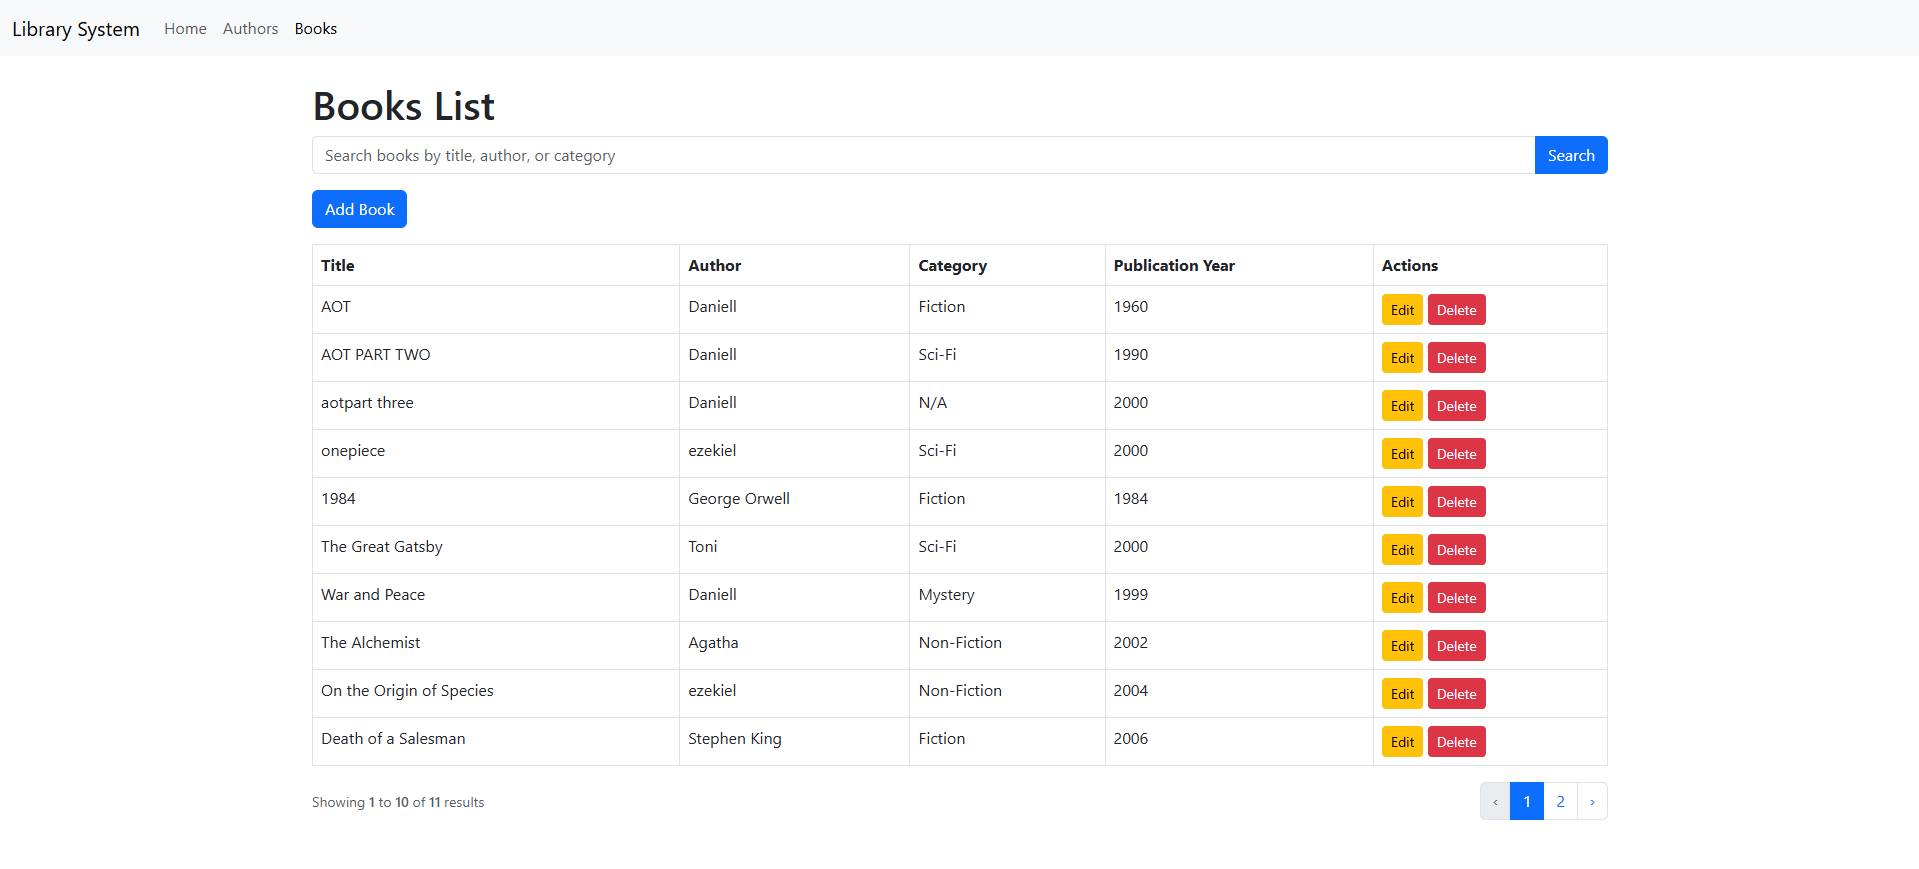 Library System Home Authors Books
Books List
Search books by title, author, or category Search
Add Book
Title Author Category Publication Year Actions
AOT Daniell Fiction 1960 Edit Delete
AOT PART TWO Daniell Sci-Fi 1990 Edit Delete
aotpart three Daniell N/A 2000 Edit Delete
onepiece ezekiel Sci-Fi 2000 Edit Delete
1984 George Orwell Fiction 1984 Edit Delete
The Great Gatsby Toni Sci-Fi 2000 Edit Delete
War and Peace Daniell Mystery 1999 Edit Delete
The Alchemist Agatha Non-Fiction 2002 Edit Delete
On the Origin of Species ezekiel Non-Fiction 2004 Edit Delete
Death of a Salesman Stephen King Fiction 2006 Edit Delete
Showing 1 to 10 of 11 results ‹ 1 2 ›